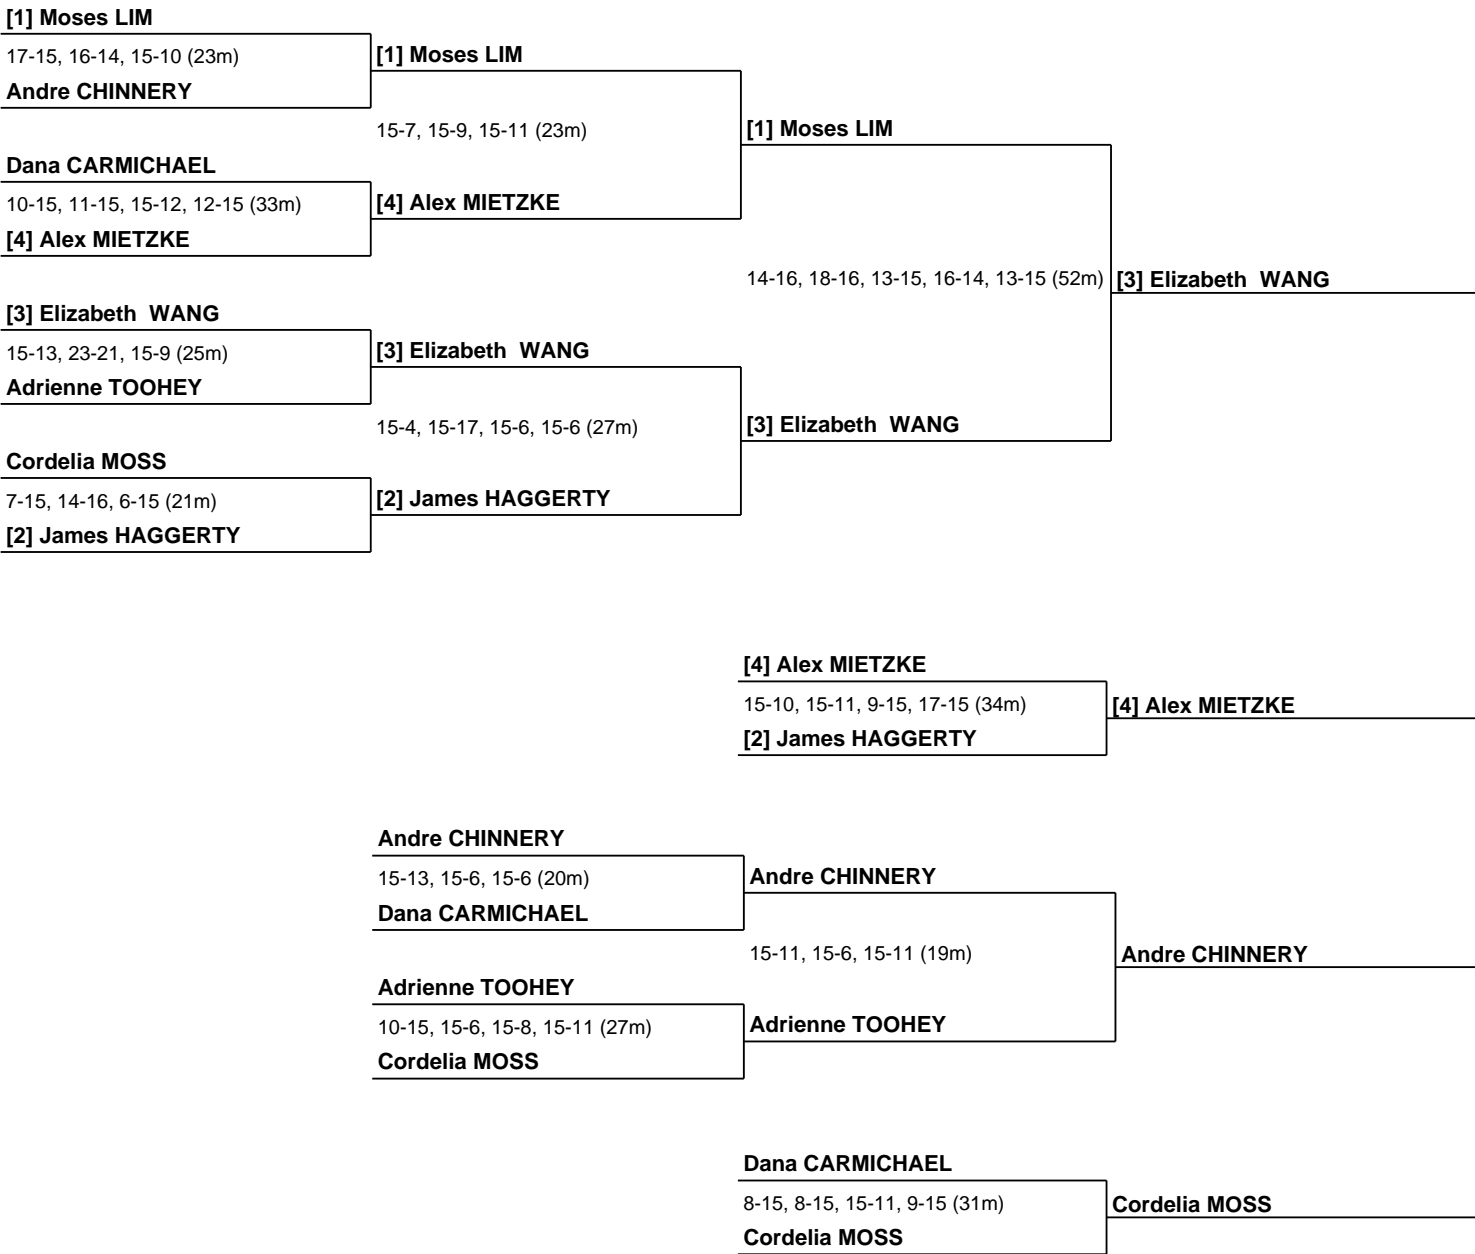 [1] Moses LIM
17-15, 16-14, 15-10 (23m)
Andre CHINNERY
[1] Moses LIM
15-7, 15-9, 15-11 (23m)
Dana CARMICHAEL
10-15, 11-15, 15-12, 12-15 (33m)
[4] Alex MIETZKE
[4] Alex MIETZKE
[1] Moses LIM
14-16, 18-16, 13-15, 16-14, 13-15 (52m)
[3] Elizabeth  WANG
[3] Elizabeth  WANG
15-13, 23-21, 15-9 (25m)
Adrienne TOOHEY
[3] Elizabeth  WANG
15-4, 15-17, 15-6, 15-6 (27m)
[3] Elizabeth  WANG
Cordelia MOSS
7-15, 14-16, 6-15 (21m)
[2] James HAGGERTY
[2] James HAGGERTY
[4] Alex MIETZKE
15-10, 15-11, 9-15, 17-15 (34m)
[2] James HAGGERTY
[4] Alex MIETZKE
Andre CHINNERY
15-13, 15-6, 15-6 (20m)
Dana CARMICHAEL
Andre CHINNERY
15-11, 15-6, 15-11 (19m)
Andre CHINNERY
Adrienne TOOHEY
10-15, 15-6, 15-8, 15-11 (27m)
Cordelia MOSS
Adrienne TOOHEY
Dana CARMICHAEL
8-15, 8-15, 15-11, 9-15 (31m)
Cordelia MOSS
Cordelia MOSS